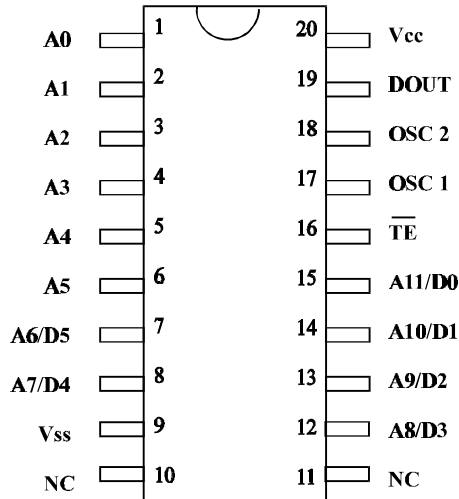 A0 1 20 Vcc
A1 2 19 DOUT
A2 3 18 OSC 2
A3 4 17 OSC 1
A4 5 16 T̅E̅
A5 6 15 A11/D0
A6/D5 7 14 A10/D1
A7/D4 8 13 A9/D2
Vss 9 12 A8/D3
NC 10 11 NC